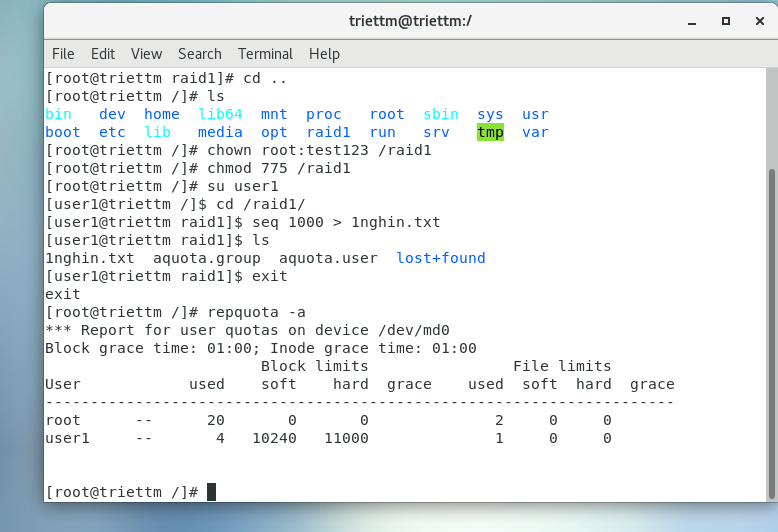 triettm@triettm:/
File Edit View Search Terminal Help
[root@triettm raid1]# cd ..
[root@triettm /]# ls
bin   dev  home  lib64  mnt  proc   root  sbin  sys  usr
boot  etc  lib   media  opt  raid1  run   srv   tmp  var
[root@triettm /]# chown root:test123 /raid1
[root@triettm /]# chmod 775 /raid1
[root@triettm /]# su user1
[user1@triettm /]$ cd /raid1/
[user1@triettm raid1]$ seq 1000 > 1nghin.txt
[user1@triettm raid1]$ ls
1nghin.txt  aquota.group  aquota.user  lost+found
[user1@triettm raid1]$ exit
exit
[root@triettm /]# repquota -a
*** Report for user quotas on device /dev/md0
Block grace time: 01:00; Inode grace time: 01:00
                        Block limits                File limits
User            used    soft    hard  grace    used  soft  hard  grace
----------------------------------------------------------------------
root      --      20       0       0              2     0     0
user1     --       4   10240   11000              1     0     0
[root@triettm /]#